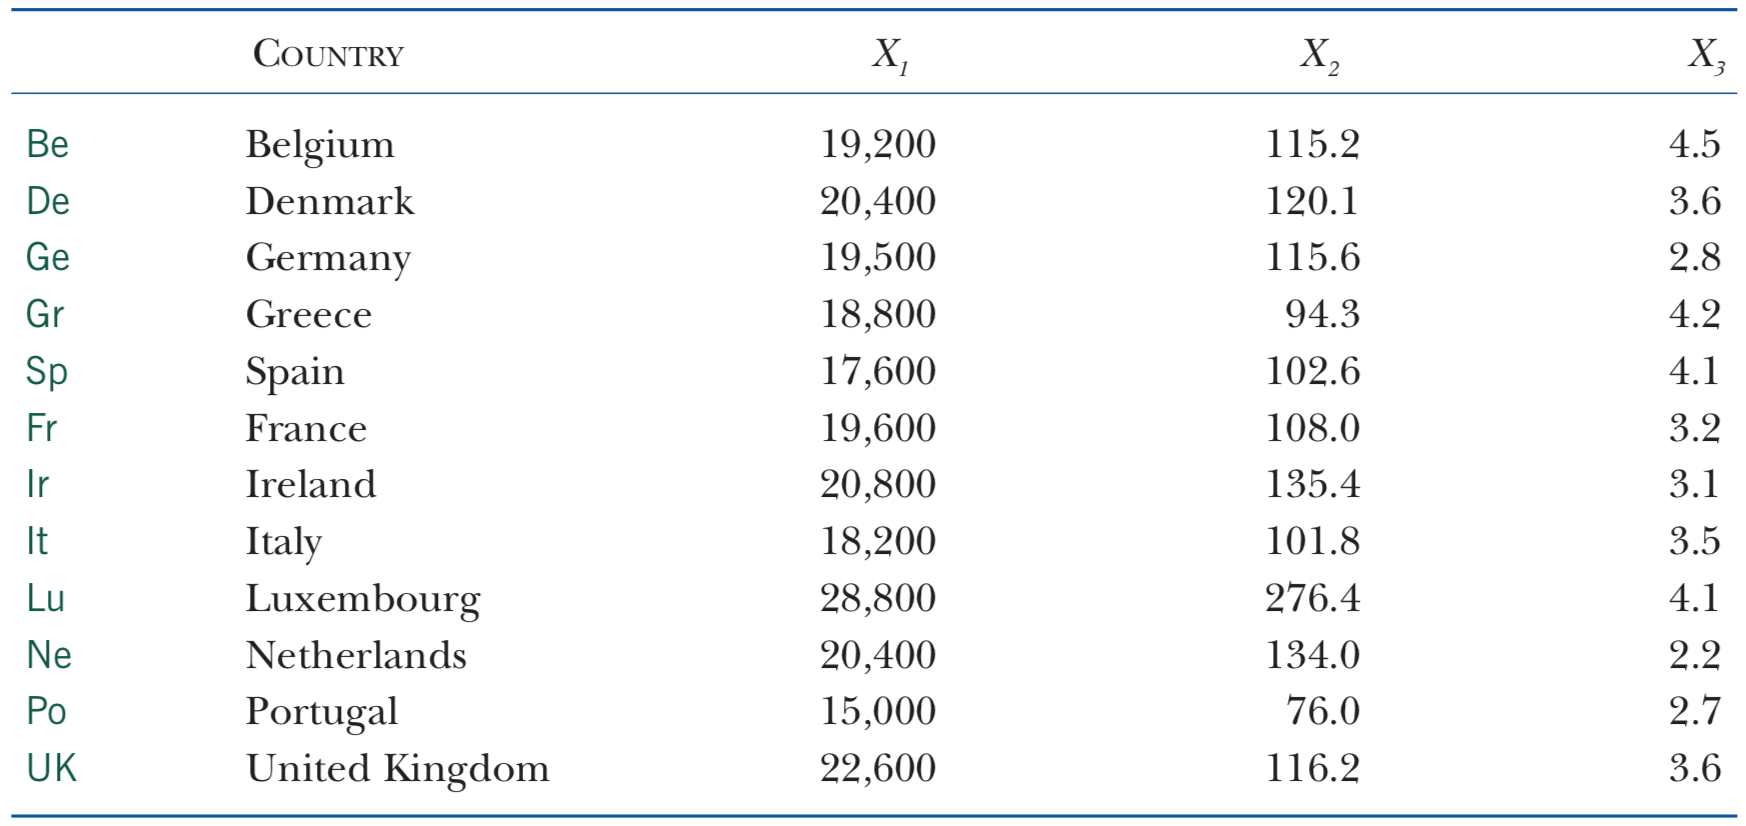 COUNTRY X1 X2 X3
Be Belgium 19,200 115.2 4.5
De Denmark 20,400 120.1 3.6
Ge Germany 19,500 115.6 2.8
Gr Greece 18,800 94.3 4.2
Sp Spain 17,600 102.6 4.1
Fr France 19,600 108.0 3.2
Ir Ireland 20,800 135.4 3.1
It Italy 18,200 101.8 3.5
Lu Luxembourg 28,800 276.4 4.1
Ne Netherlands 20,400 134.0 2.2
Po Portugal 15,000 76.0 2.7
UK United Kingdom 22,600 116.2 3.6